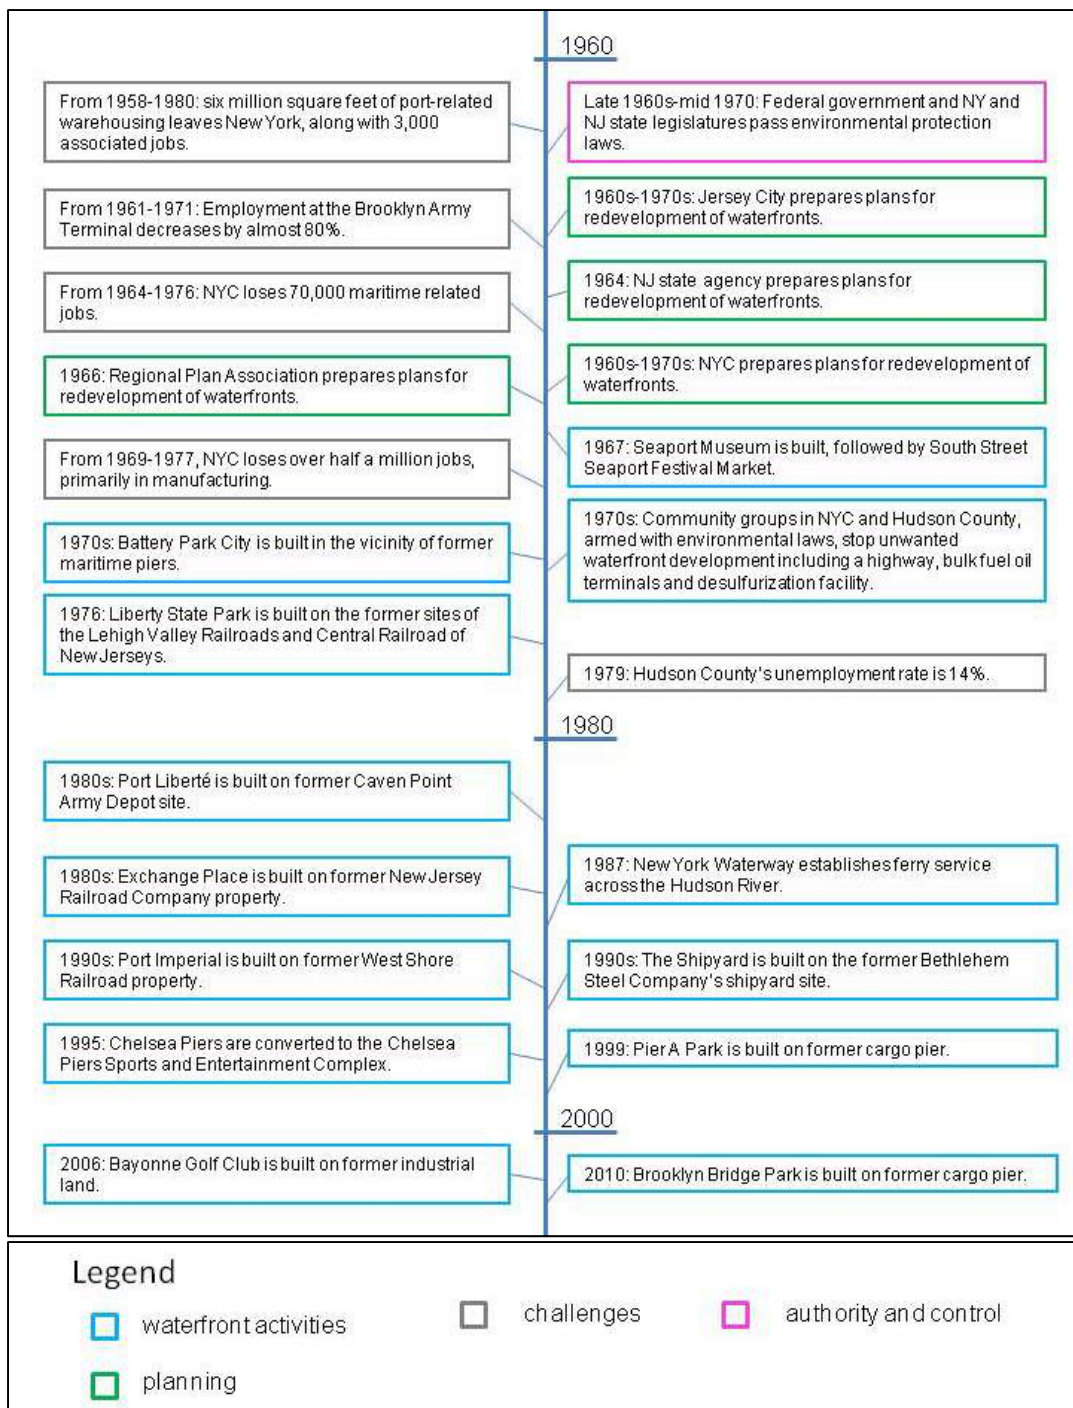 1960
From 1958-1980: six million square feet of port-related
warehousing leaves New York, along with 3,000
associated jobs.
Late 1960s-mid 1970: Federal government and NY and
NJ state legislatures pass environmental protection
laws.
From 1961-1971: Employment at the Brooklyn Army
Terminal decreases by almost 80%.
1960s-1970s: Jersey City prepares plans for
redevelopment of waterfronts.
From 1964-1976: NYC loses 70,000 maritime related
jobs.
1964: NJ state agency prepares plans for
redevelopment of waterfronts.
1966: Regional Plan Association prepares plans for
redevelopment of waterfronts.
1960s-1970s: NYC prepares plans for redevelopment of
waterfronts.
From 1969-1977, NYC loses over half a million jobs,
primarily in manufacturing.
1967: Seaport Museum is built, followed by South Street
Seaport Festival Market.
1970s: Battery Park City is built in the vicinity of former
maritime piers.
1970s: Community groups in NYC and Hudson County,
armed with environmental laws, stop unwanted
waterfront development including a highway, bulk fuel oil
terminals and desulfurization facility.
1976: Liberty State Park is built on the former sites of
the Lehigh Valley Railroads and Central Railroad of
New Jerseys.
1979: Hudson County's unemployment rate is 14%.
1980
1980s: Port Liberté is built on former Caven Point
Army Depot site.
1980s: Exchange Place is built on former New Jersey
Railroad Company property.
1987: New York Waterway establishes ferry service
across the Hudson River.
1990s: Port Imperial is built on former West Shore
Railroad property.
1990s: The Shipyard is built on the former Bethlehem
Steel Company's shipyard site.
1995: Chelsea Piers are converted to the Chelsea
Piers Sports and Entertainment Complex.
1999: Pier A Park is built on former cargo pier.
2000
2006: Bayonne Golf Club is built on former industrial
land.
2010: Brooklyn Bridge Park is built on former cargo pier.
Legend
waterfront activities
challenges
authority and control
planning